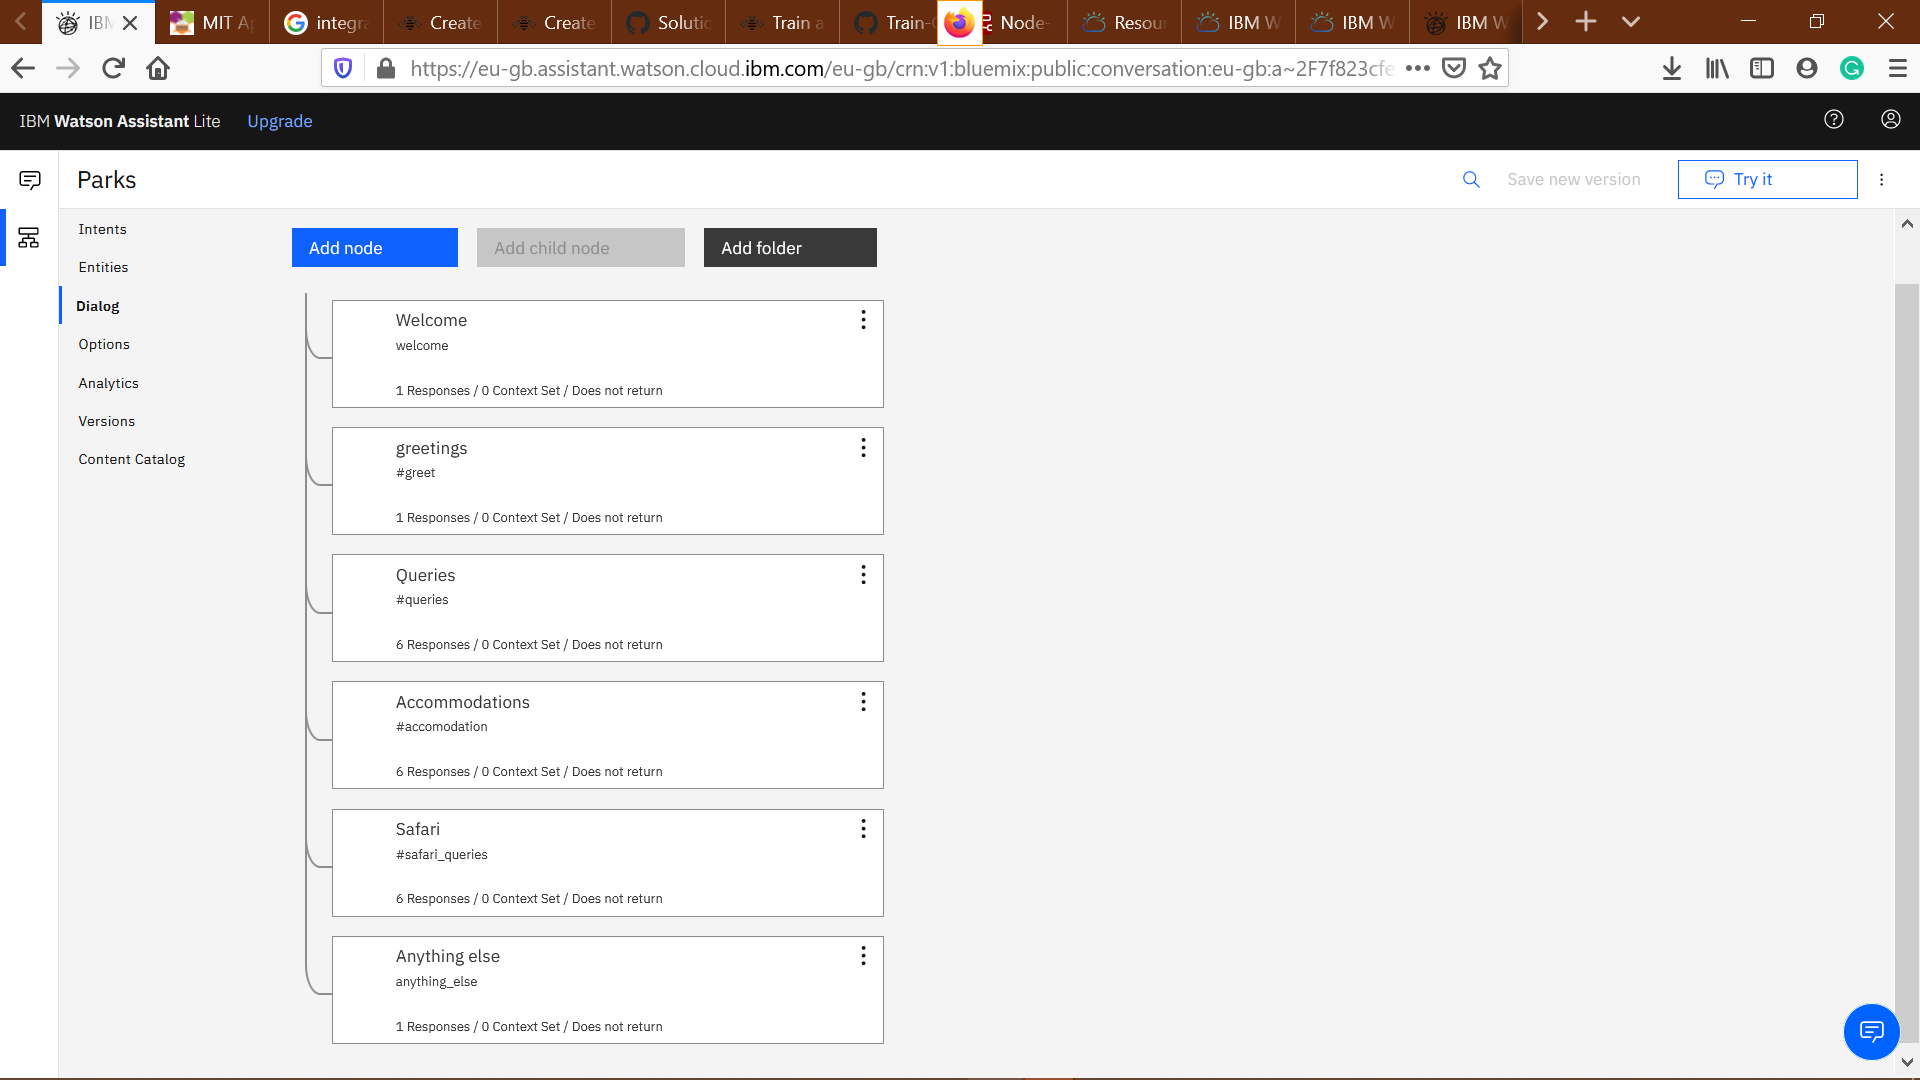 IBM
MIT Ap
integra
Create
Create
Solutio
Train a
Train-
Node-
Resour
IBM W
IBM W
IBM W
https://eu-gb.assistant.watson.cloud.ibm.com/eu-gb/crn:v1:bluemix:public:conversation:eu-gb:a~2F7f823cfe
IBM Watson Assistant Lite Upgrade
Parks
Save new version
Try it
Intents
Entities
Dialog
Options
Analytics
Versions
Content Catalog
Add node
Add child node
Add folder
Welcome
welcome
1 Responses / 0 Context Set / Does not return
greetings
#greet
1 Responses / 0 Context Set / Does not return
Queries
#queries
6 Responses / 0 Context Set / Does not return
Accommodations
#accomodation
6 Responses / 0 Context Set / Does not return
Safari
#safari_queries
6 Responses / 0 Context Set / Does not return
Anything else
anything_else
1 Responses / 0 Context Set / Does not return